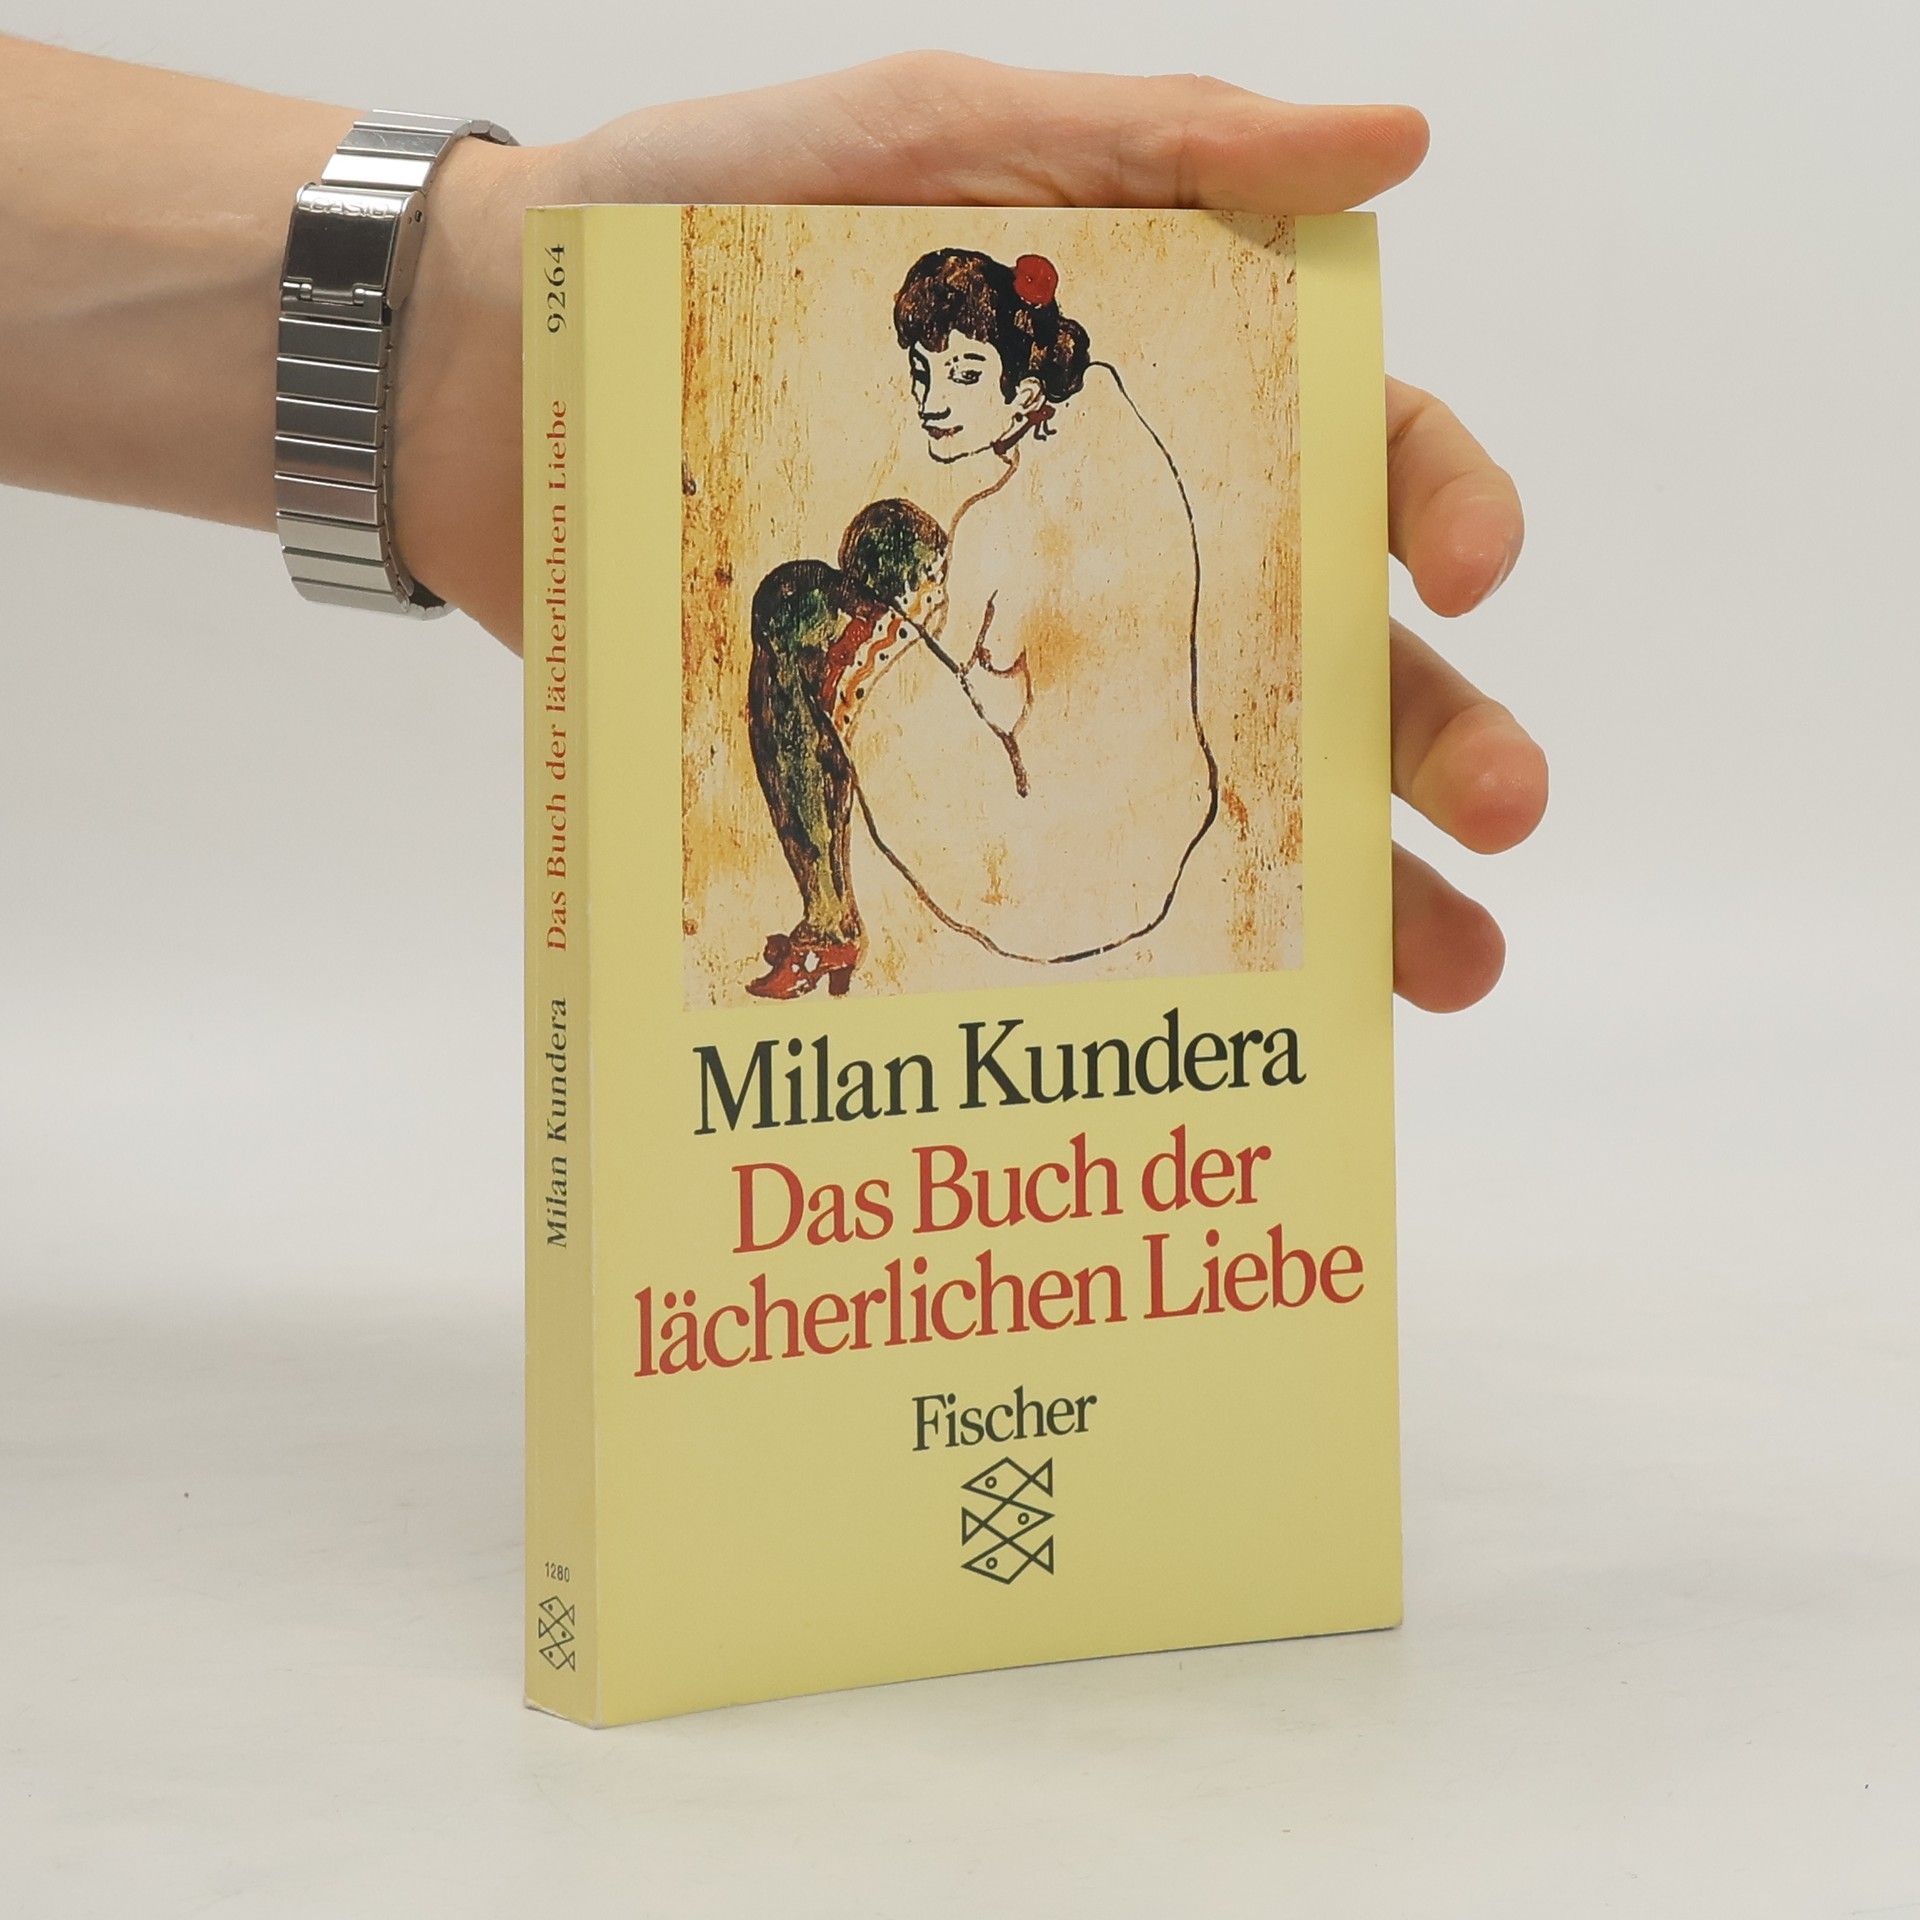 CASIO
Milan Kundera Das Buch der lächerlichen Liebe 9264
1280
Milan Kundera
Das Buch der
lächerlichen Liebe
Fischer